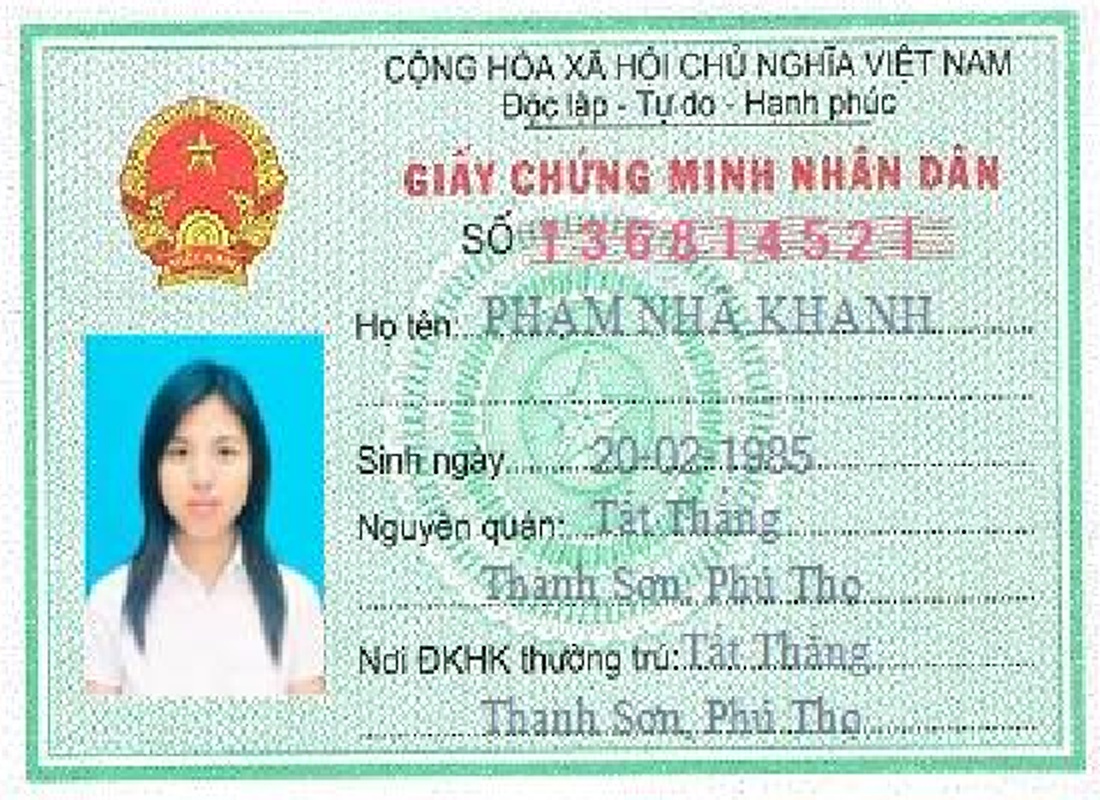 CỘNG HÒA XÃ HỘI CHỦ NGHĨA VIỆT NAM
Độc lập - Tự do - Hạnh phúc
GIẤY CHỨNG MINH NHÂN DÂN
SỐ 136814521
Họ tên: PHẠM NHÃ KHANH
Sinh ngày 20-02-1985
Nguyên quán: Tất Thắng
Thanh Sơn, Phú Thọ
Nơi ĐKHK thường trú: Tất Thắng
Thanh Sơn, Phú Thọ